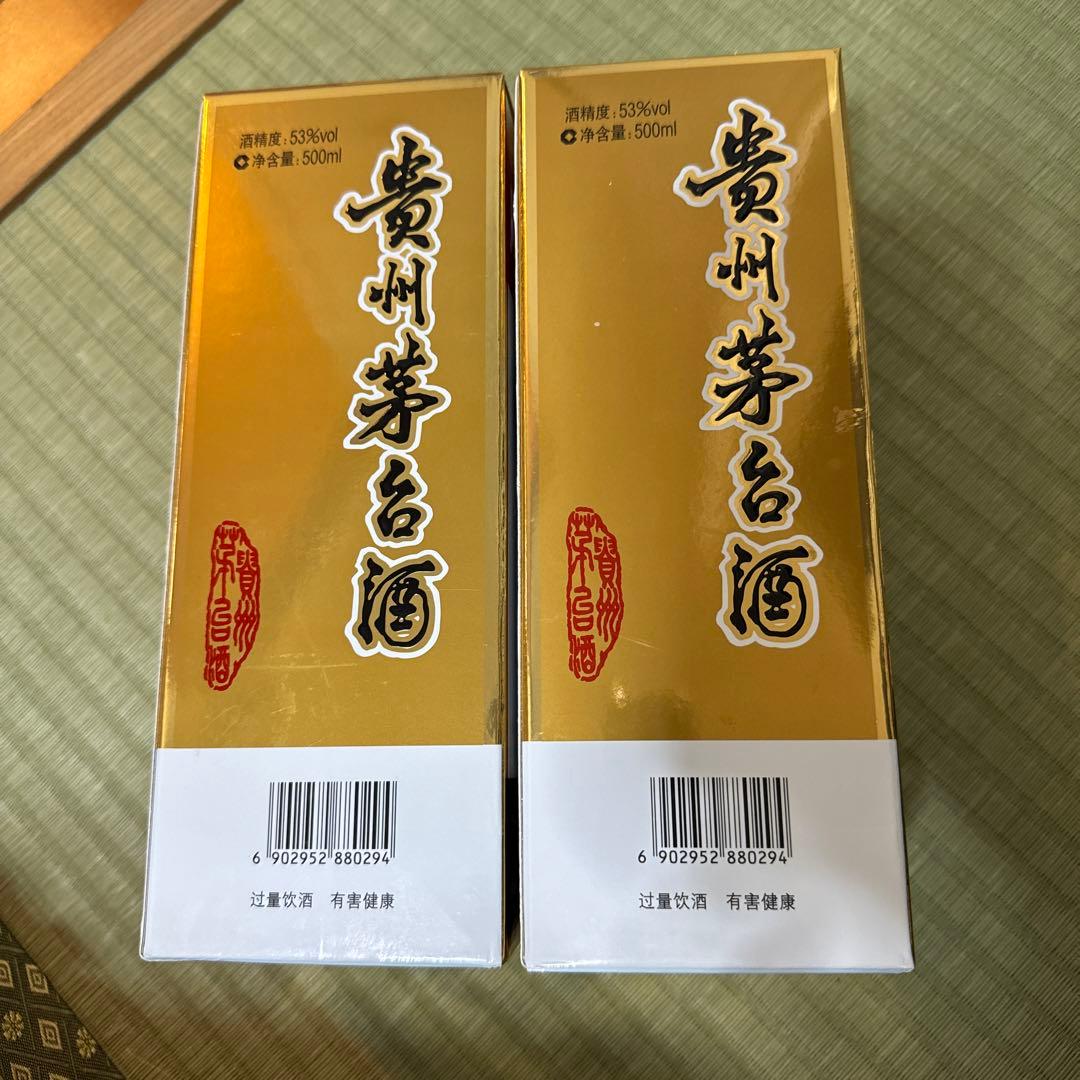 酒精度:53%vol
净含量:500ml
贵州茅台酒
貴州
茅台酒
6 902952 880294
过量饮酒 有害健康
酒精度:53%vol
净含量:500ml
贵州茅台酒
貴州
茅台酒
6 902952 880294
过量饮酒 有害健康